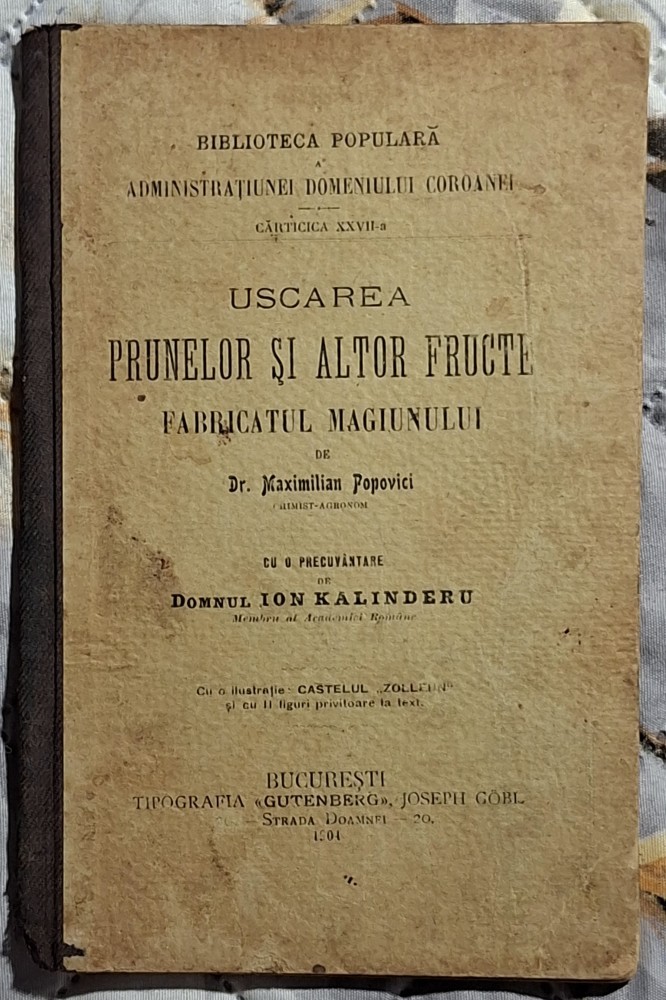 BIBLIOTECA POPULARĂ
A
ADMINISTRAȚIUNEI DOMENIULUI COROANEI
CĂRTICICA XXVII-a
USCAREA
PRUNELOR ȘI ALTOR FRUCTE
FABRICATUL MAGIUNULUI
DE
Dr. Maximilian Popovici
CHIMIST-AGRONOM
CU O PRECUVÂNTARE
DE
DOMNUL ION KALINDERU
Membru al Academiei Române
Cu o ilustrație: CASTELUL
și cu 11 figuri privitoare la text.
BUCUREȘTI
TIPOGRAFIA «GUTENBERG», JOSEPH GÖBL
— STRADA DOAMNEI — 20.
1904